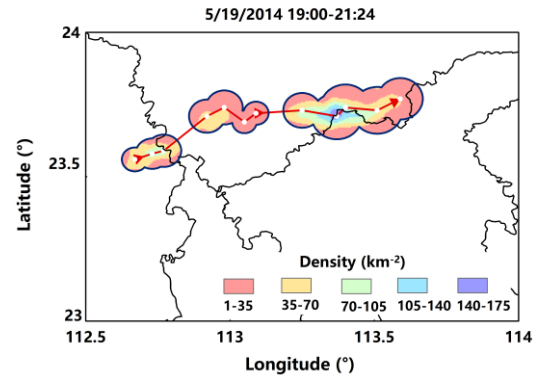 5/19/2014 19:00-21:24
24
23.5
23
Latitude (°)
Density (km-2)
1-35 35-70 70-105 105-140 140-175
112.5 113 113.5 114
Longitude (°)